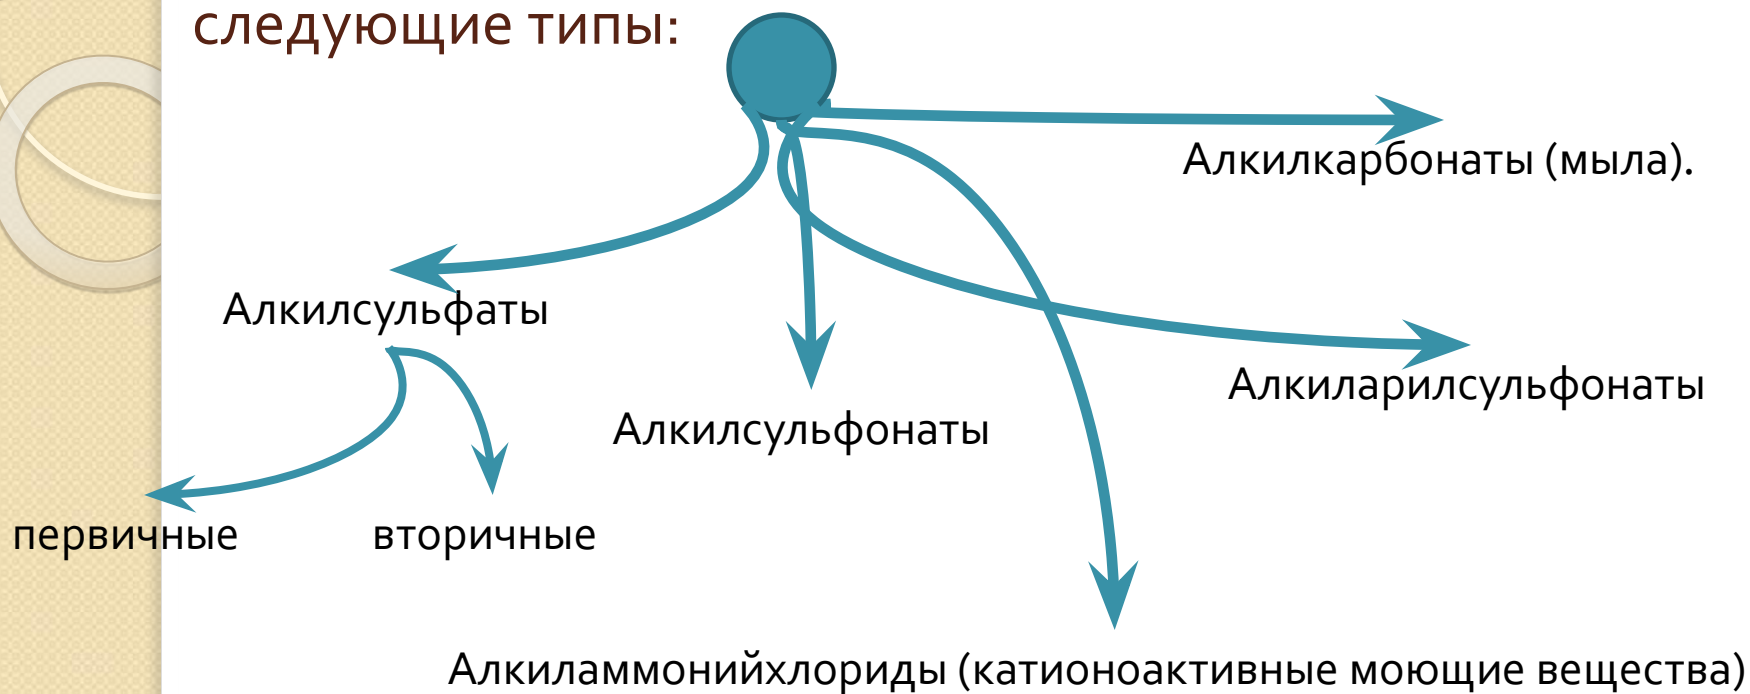 следующие типы:
Алкилкарбонаты (мыла).
Алкилсульфаты
Алкиларилсульфонаты
Алкилсульфонаты
первичные
вторичные
Алкиламмонийхлориды (катионоактивные моющие вещества)